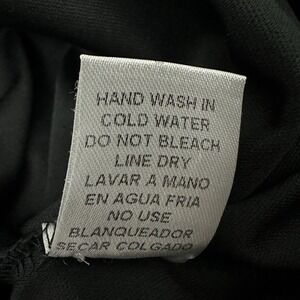 HAND WASH IN
COLD WATER
DO NOT BLEACH
LINE DRY
LAVAR A MANO
EN AGUA FRIA
NO USE
BLANQUEADOR
SECAR COLGADO